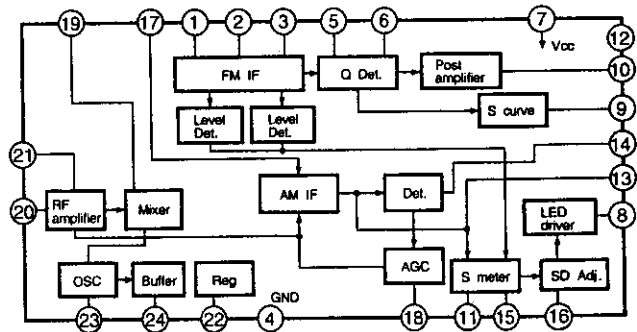 19
17
1
2
3
5
6
7
Vcc
12
FM IF
Q Det.
Post
amplifier
10
Level
Det.
Level
Det.
S curve
9
14
21
AM IF
Det.
13
20
RF
amplifier
Mixer
LED
driver
8
OSC
Buffer
Reg
AGC
S meter
SD Adj.
GND
23
24
22
4
18
11
15
16